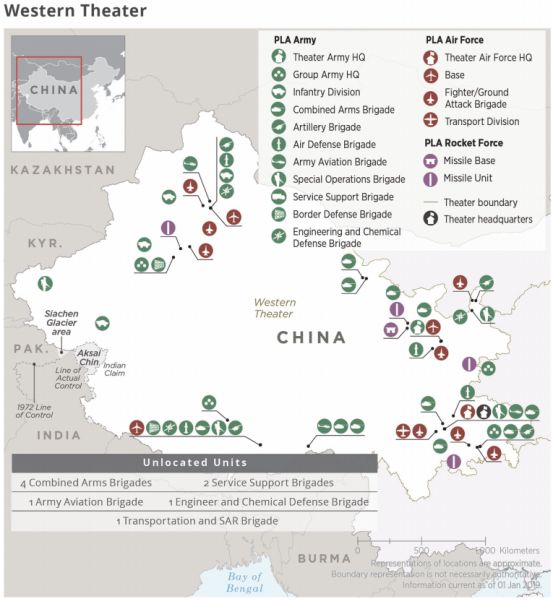 Western Theater
CHINA
KAZAKHSTAN
KYR.
PAK.
INDIA
BURMA
Bay of
Bengal
Siachen
Glacier
area
Aksai
Chin
Indian
Claim
Line of
Actual
Control
1972 Line
of Control
Western
Theater
CHINA
PLA Army
Theater Army HQ
Group Army HQ
Infantry Division
Combined Arms Brigade
Artillery Brigade
Air Defense Brigade
Army Aviation Brigade
Special Operations Brigade
Service Support Brigade
Border Defense Brigade
Engineering and Chemical
Defense Brigade
PLA Air Force
Theater Air Force HQ
Base
Fighter/Ground
Attack Brigade
Transport Division
PLA Rocket Force
Missile Base
Missile Unit
Theater boundary
Theater headquarters
Unlocated Units
4 Combined Arms Brigades
2 Service Support Brigades
1 Army Aviation Brigade
1 Engineer and Chemical Defense Brigade
1 Transportation and SAR Brigade
0 500 1,000 Kilometers
Representations of locations are approximate.
Boundary representation is not necessarily authoritative.
Information current as of 01 Jan 2019.